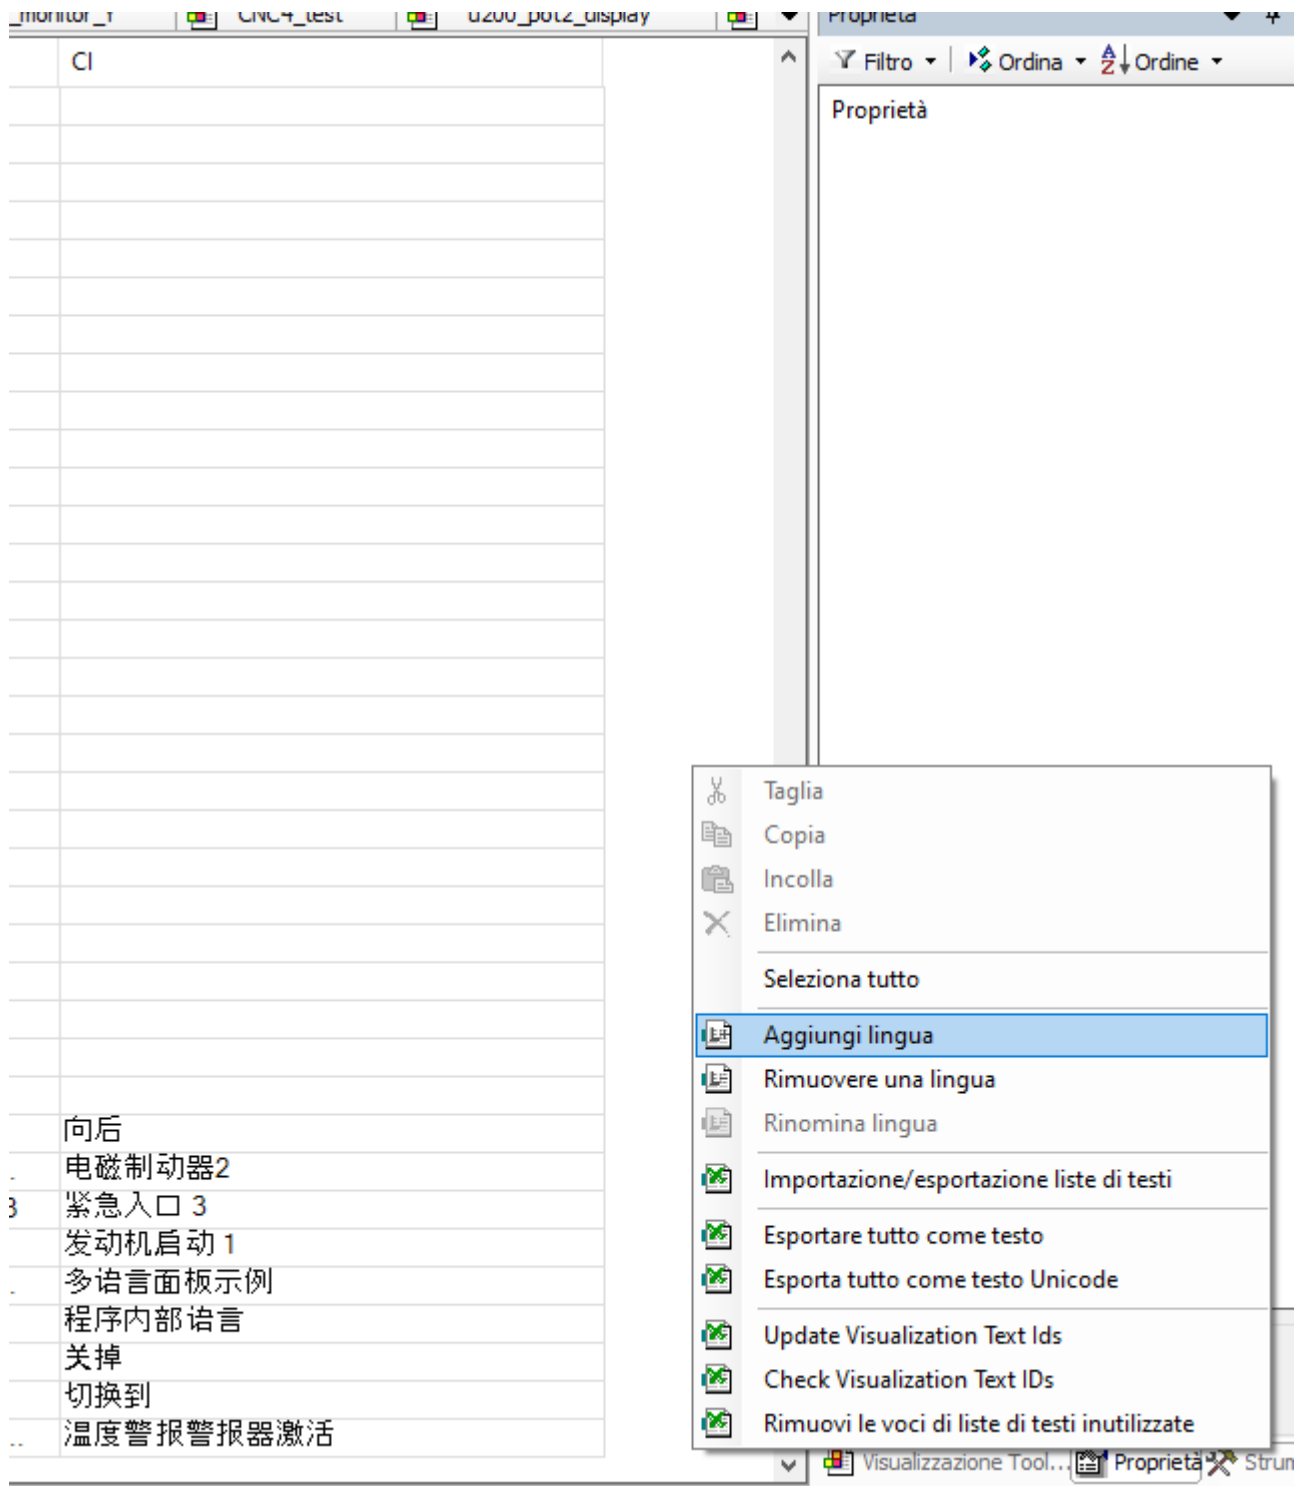 _monitor_Y CNC4_test u200_pot2_display Proprietà
CI
Filtro Ordina Ordine
Proprietà
Taglia
Copia
Incolla
Elimina
Seleziona tutto
Aggiungi lingua
Rimuovere una lingua
Rinomina lingua
Importazione/esportazione liste di testi
Esportare tutto come testo
Esporta tutto come testo Unicode
Update Visualization Text Ids
Check Visualization Text IDs
Rimuovi le voci di liste di testi inutilizzate
向后
电磁制动器2
紧急入口 3
发动机启动 1
多语言面板示例
程序内部语言
关掉
切换到
温度警报警报器激活
Visualizzazione Tool... Proprietà Strum